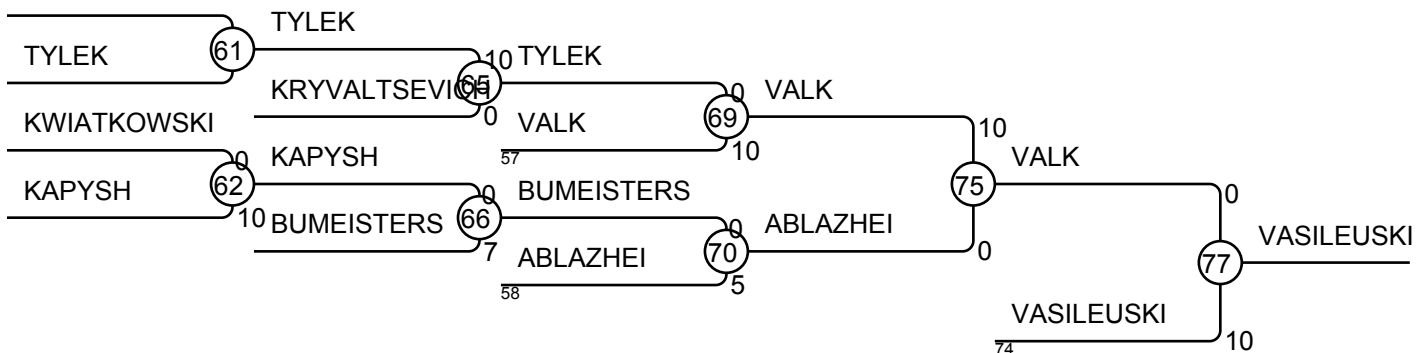 TYLEK
TYLEK
61
10
TYLEK
KRYVALTSEVICH
65
0
VALK
0
69
KWIATKOWSKI
0
VALK
10
10
57
KAPYSH
62
KAPYSH
0
75
VALK
KAPYSH
10
BUMEISTERS
66
BUMEISTERS
0
0
7
ABLAZHEI
70
ABLAZHEI
0
VASILEUSKI
77
58
5
VASILEUSKI
10
74